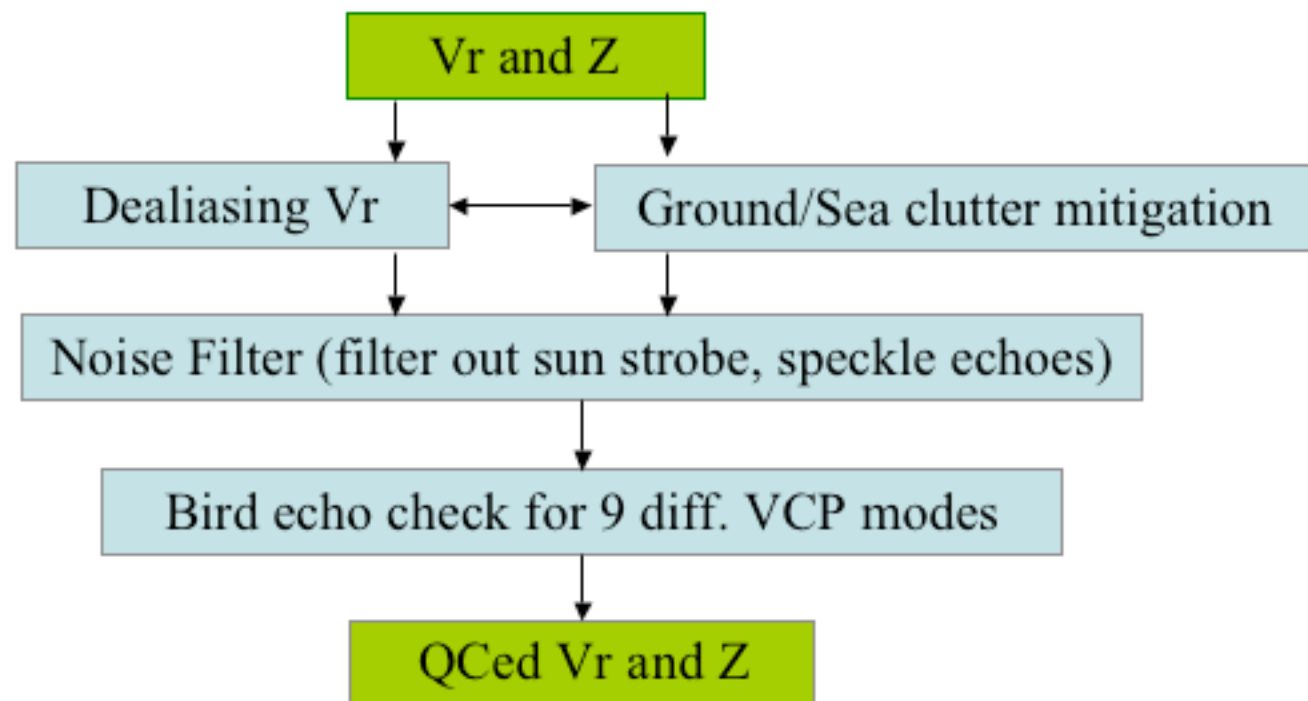 Vr and Z
Dealiasing Vr
Ground/Sea clutter mitigation
Noise Filter (filter out sun strobe, speckle echoes)
Bird echo check for 9 diff. VCP modes
QCed Vr and Z